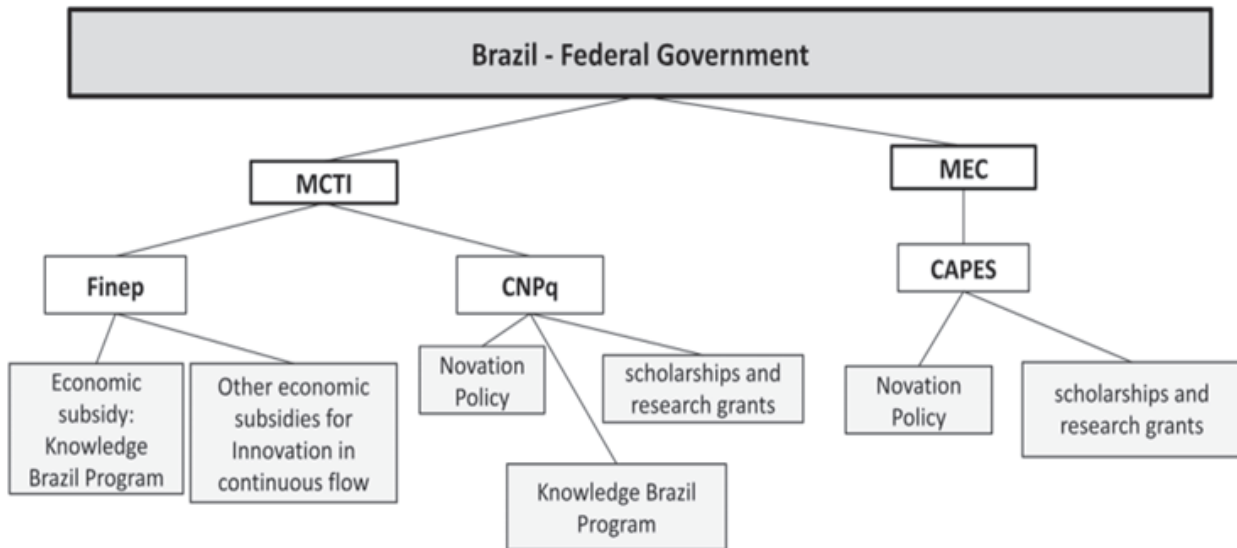 Brazil - Federal Government
MCTI
MEC
Finep
CNPq
CAPES
Economic
subsidy:
Knowledge
Brazil Program
Other economic
subsidies for
Innovation in
continuous flow
Novation
Policy
scholarships and
research grants
Knowledge Brazil
Program
Novation
Policy
scholarships and
research grants